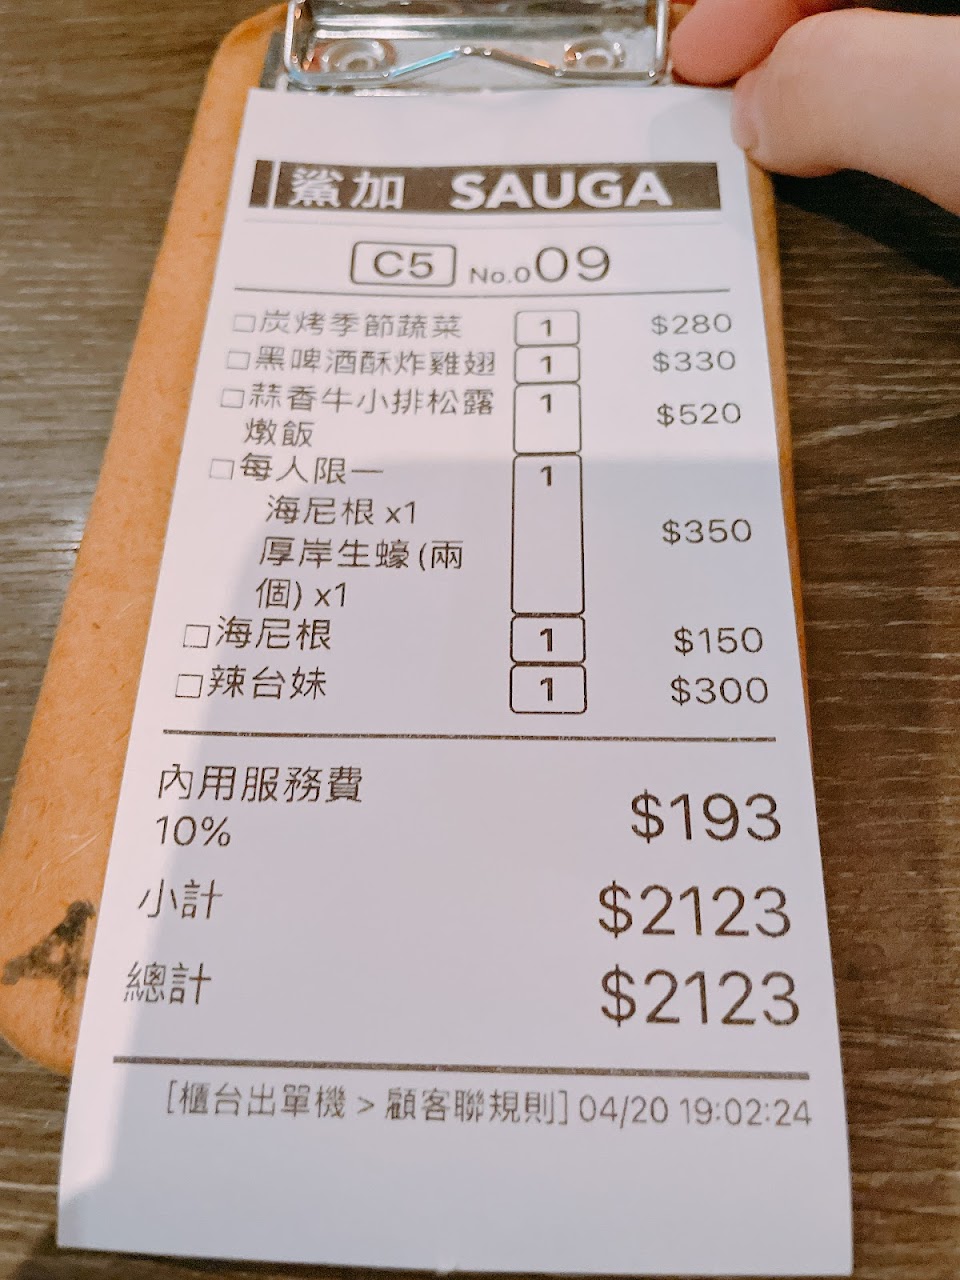 鯊加 SAUGA
C5 No.009
□炭烤季節蔬菜 1 $280
□黑啤酒酥炸雞翅 1 $330
□蒜香牛小排松露 1 $520
燉飯
□每人限一 1 $350
海尼根 x1
厚岸生蠔(兩
個) x1
□海尼根 1 $150
□辣台妹 1 $300
內用服務費
10% $193
小計 $2123
總計 $2123
[櫃台出單機 > 顧客聯規則] 04/20 19:02:24